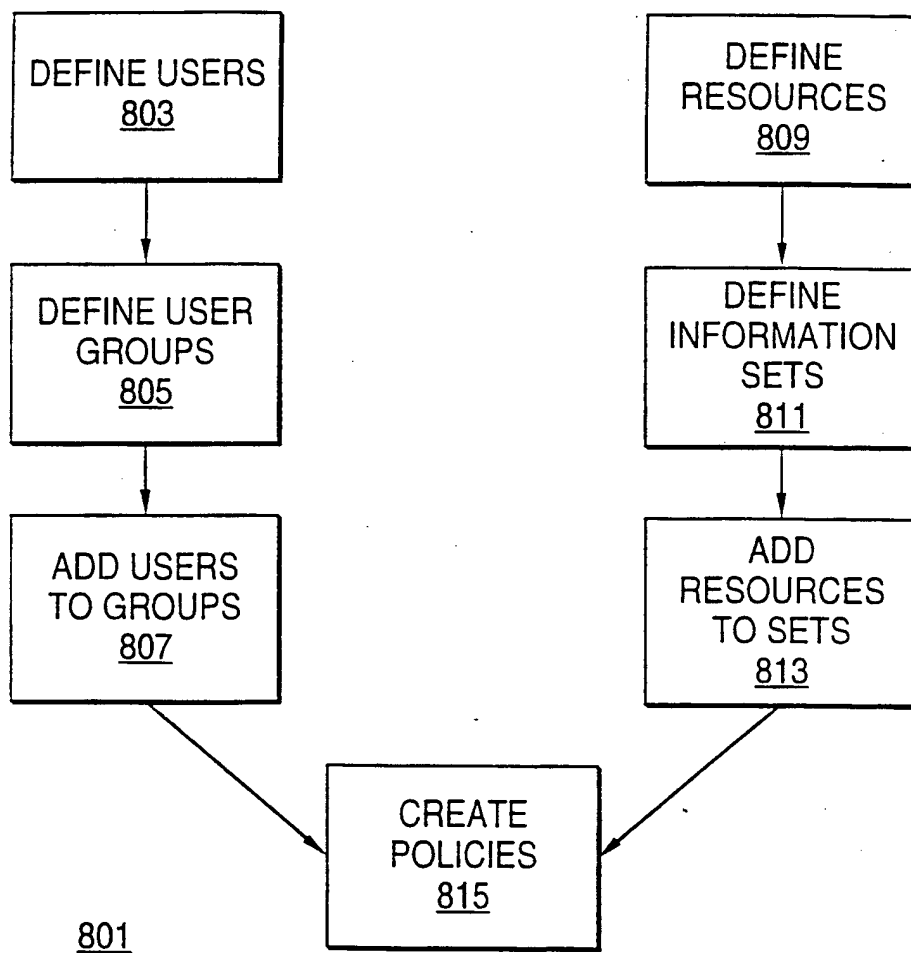 DEFINE USERS
803
DEFINE USER
GROUPS
805
ADD USERS
TO GROUPS
807
DEFINE
RESOURCES
809
DEFINE
INFORMATION
SETS
811
ADD
RESOURCES
TO SETS
813
CREATE
POLICIES
815
801